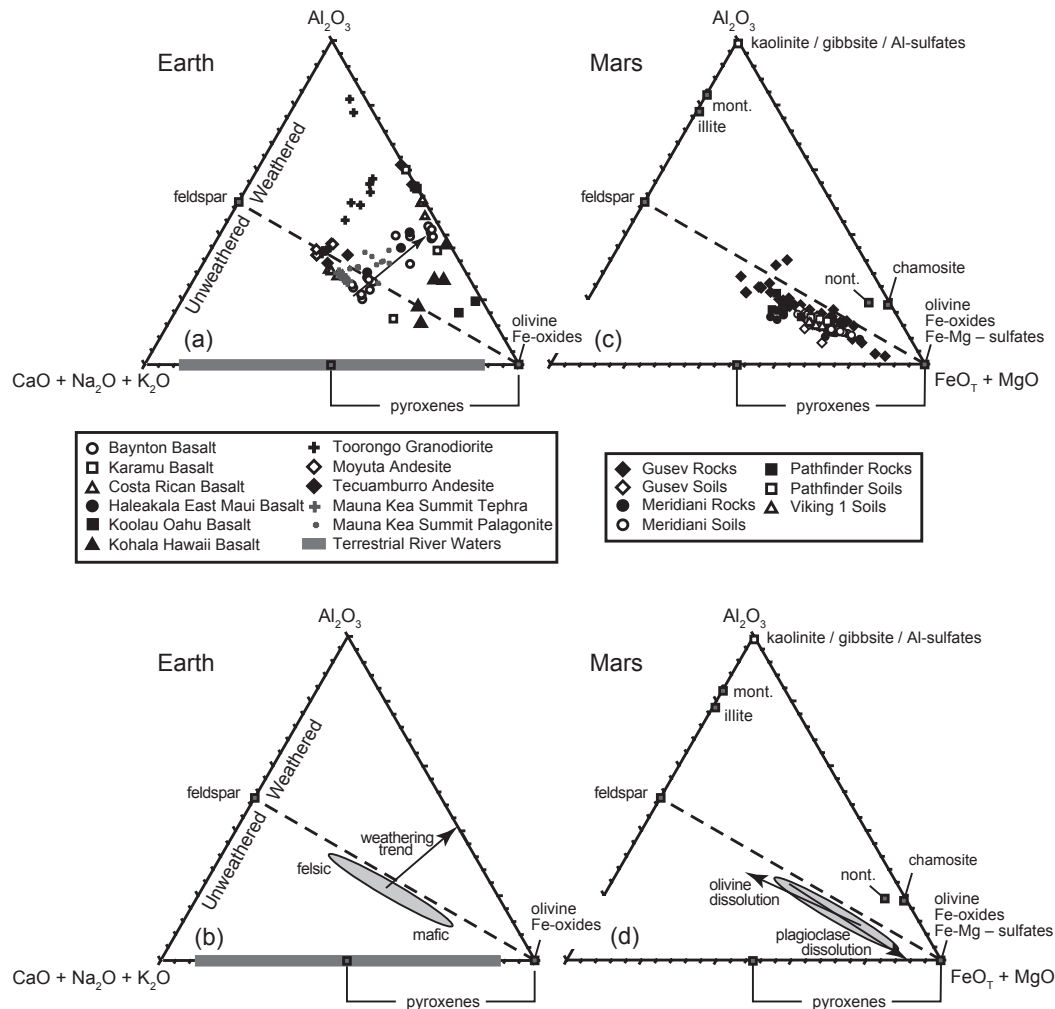 Al₂O₃
Earth
Weathered
feldspar
Unweathered
(a)
olivine
Fe-oxides
CaO + Na₂O + K₂O
pyroxenes
Al₂O₃
kaolinite / gibbsite / Al-sulfates
Mars
mont.
illite
feldspar
nont.
chamosite
olivine
Fe-oxides
Fe-Mg – sulfates
(c)
FeO_T + MgO
pyroxenes
Baynton Basalt
Karamu Basalt
Costa Rican Basalt
Haleakala East Maui Basalt
Koolau Oahu Basalt
Kohala Hawaii Basalt
Toorongo Granodiorite
Moyuta Andesite
Tecuamburro Andesite
Mauna Kea Summit Tephra
Mauna Kea Summit Palagonite
Terrestrial River Waters
Gusev Rocks
Gusev Soils
Meridiani Rocks
Meridiani Soils
Pathfinder Rocks
Pathfinder Soils
Viking 1 Soils
Al₂O₃
Earth
Weathered
feldspar
Unweathered
weathering
trend
felsic
mafic
(b)
olivine
Fe-oxides
CaO + Na₂O + K₂O
pyroxenes
Al₂O₃
kaolinite / gibbsite / Al-sulfates
Mars
mont.
illite
feldspar
chamosite
nont.
olivine
dissolution
olivine
Fe-oxides
Fe-Mg – sulfates
plagioclase
dissolution
(d)
FeO_T + MgO
pyroxenes